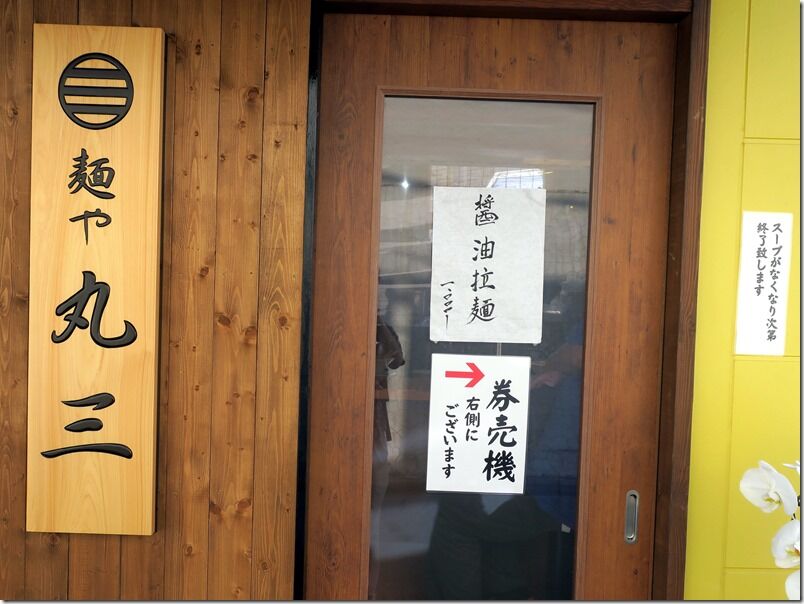 麺や
丸三
醤油拉麺
券売機
右側に
ございます
スープがなくなり次第
終了致します